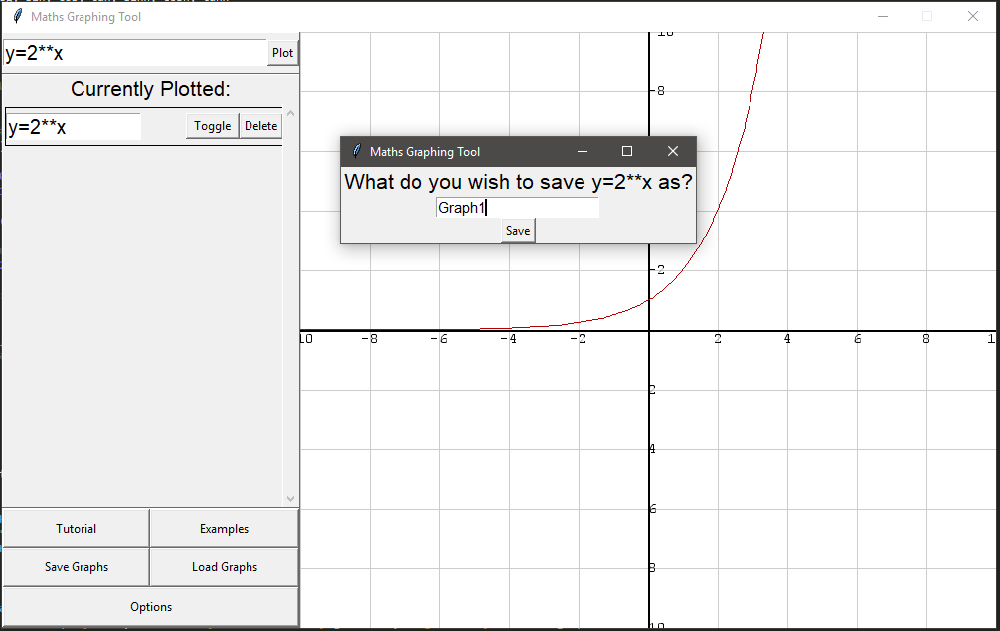 Maths Graphing Tool
y=2**x Plot
Currently Plotted:
y=2**x Toggle Delete
Tutorial Examples
Save Graphs Load Graphs
Options
10
-8
Maths Graphing Tool
What do you wish to save y=2**x as?
Graph1
Save
-2
10 -8 -6 -4 -2 2 4 6 8 1
2
4
6
8
10